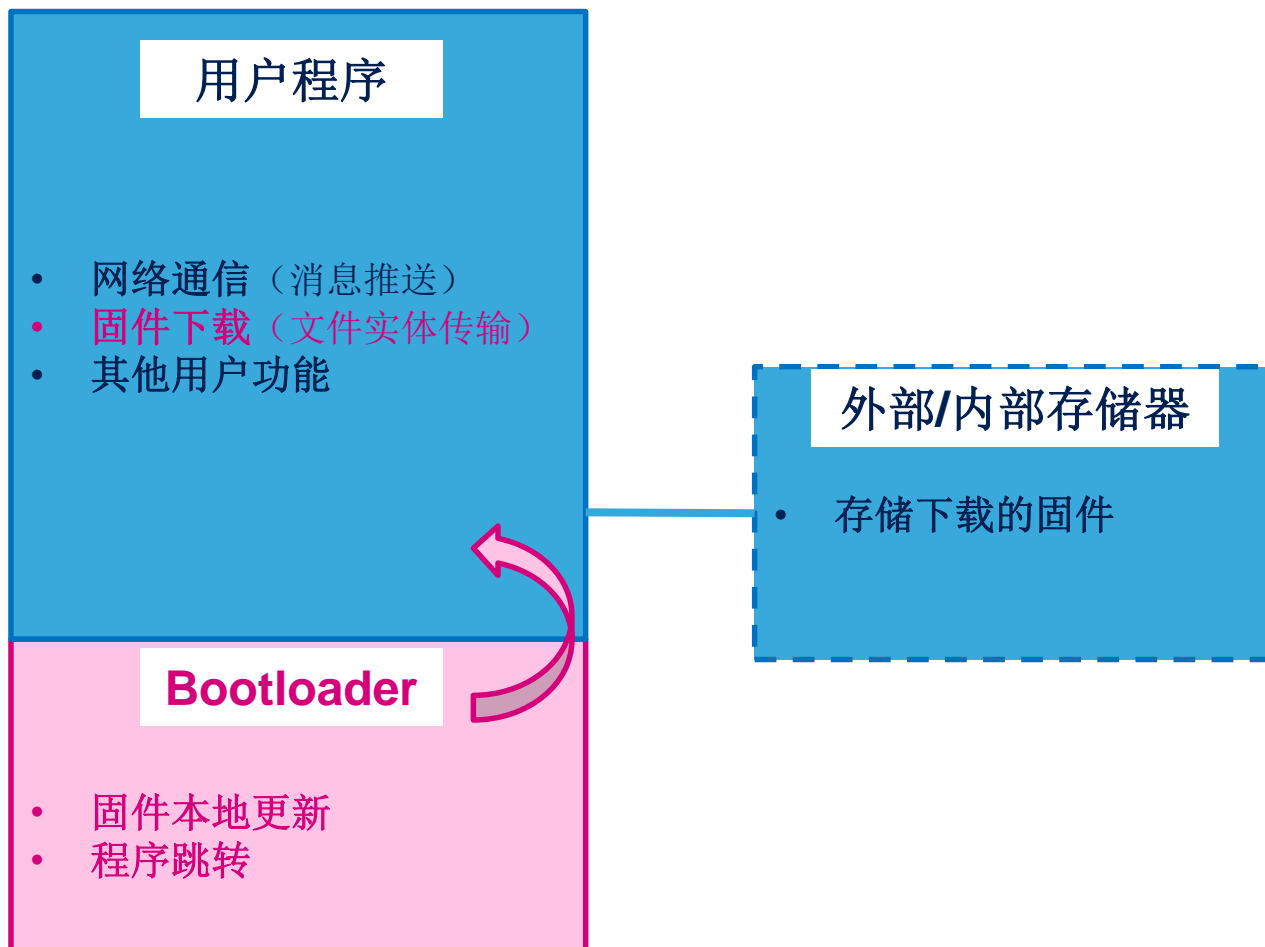 用户程序
• 网络通信（消息推送）
• 固件下载（文件实体传输）
• 其他用户功能
外部/内部存储器
• 存储下载的固件
Bootloader
• 固件本地更新
• 程序跳转